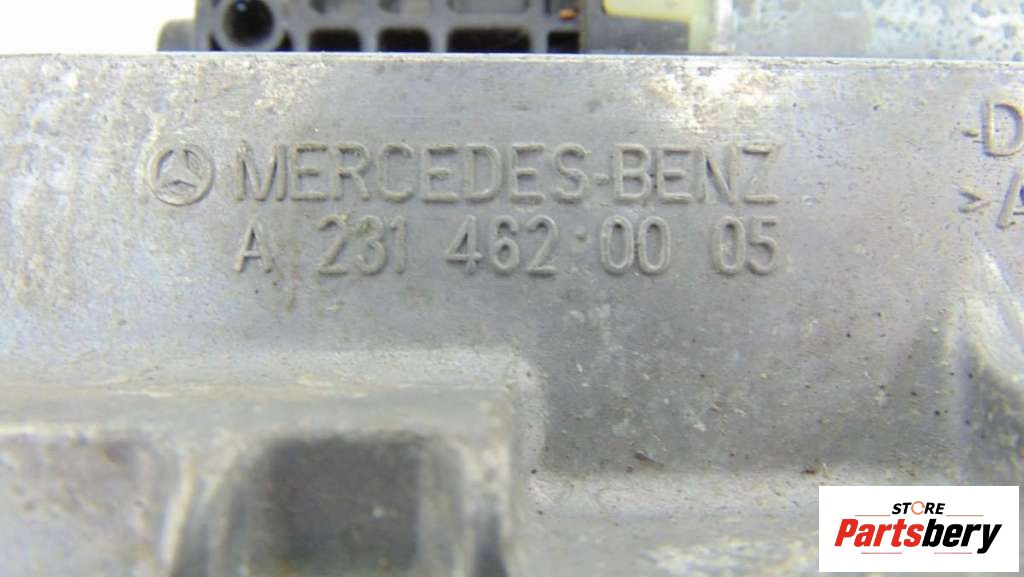 MERCEDES-BENZ
A 231 462 00 05
-D
>A
STORE
Partsbery